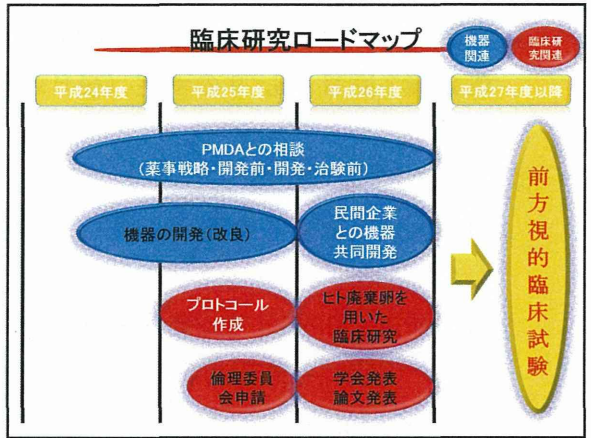 臨床研究ロードマップ
機器
関連
臨床研
究関連
平成24年度
平成25年度
平成26年度
平成27年度以降
PMDAとの相談
(薬事戦略・開発前・開発・治験前)
機器の開発(改良)
民間企業
との機器
共同開発
プロトコール
作成
ヒト廃棄卵を
用いた
臨床研究
倫理委員
会申請
学会発表
論文発表
前方視的臨床試験